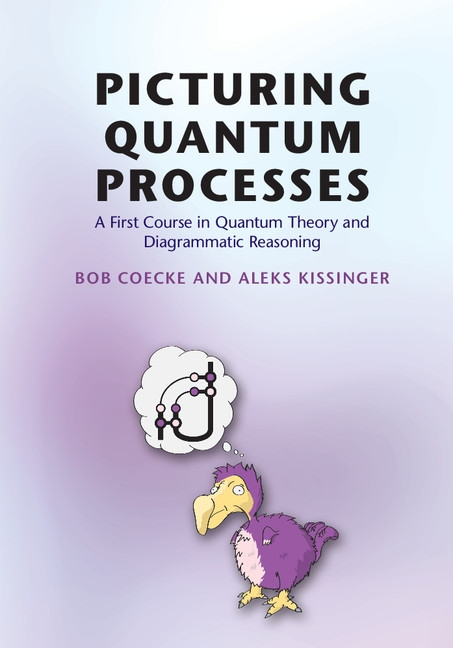 PICTURING
QUANTUM
PROCESSES
A First Course in Quantum Theory and
Diagrammatic Reasoning
BOB COECKE AND ALEKS KISSINGER